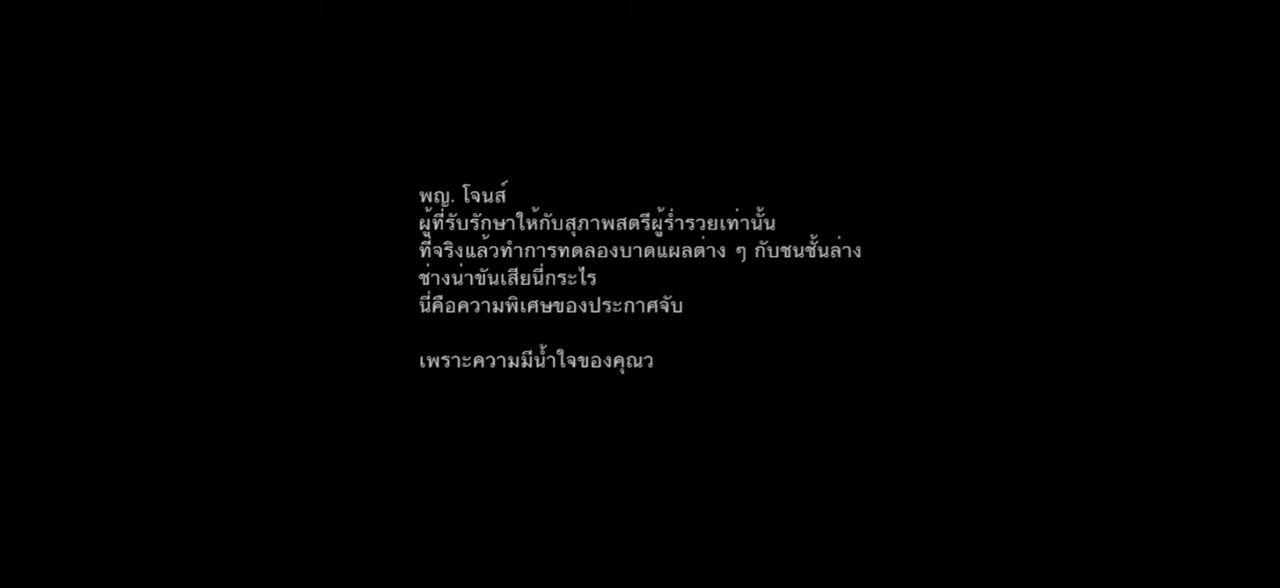 พญ. โจนส์
ผู้ที่รับรักษาให้กับสุภาพสตรีผู้ร่ำรวยเท่านั้น
ที่จริงแล้วทำการทดลองบาดแผลต่าง ๆ กับชนชั้นล่าง
ช่างน่าขันเสียนี่กระไร
นี่คือความพิเศษของประกาศจับ
เพราะความมีน้ำใจของคุณว